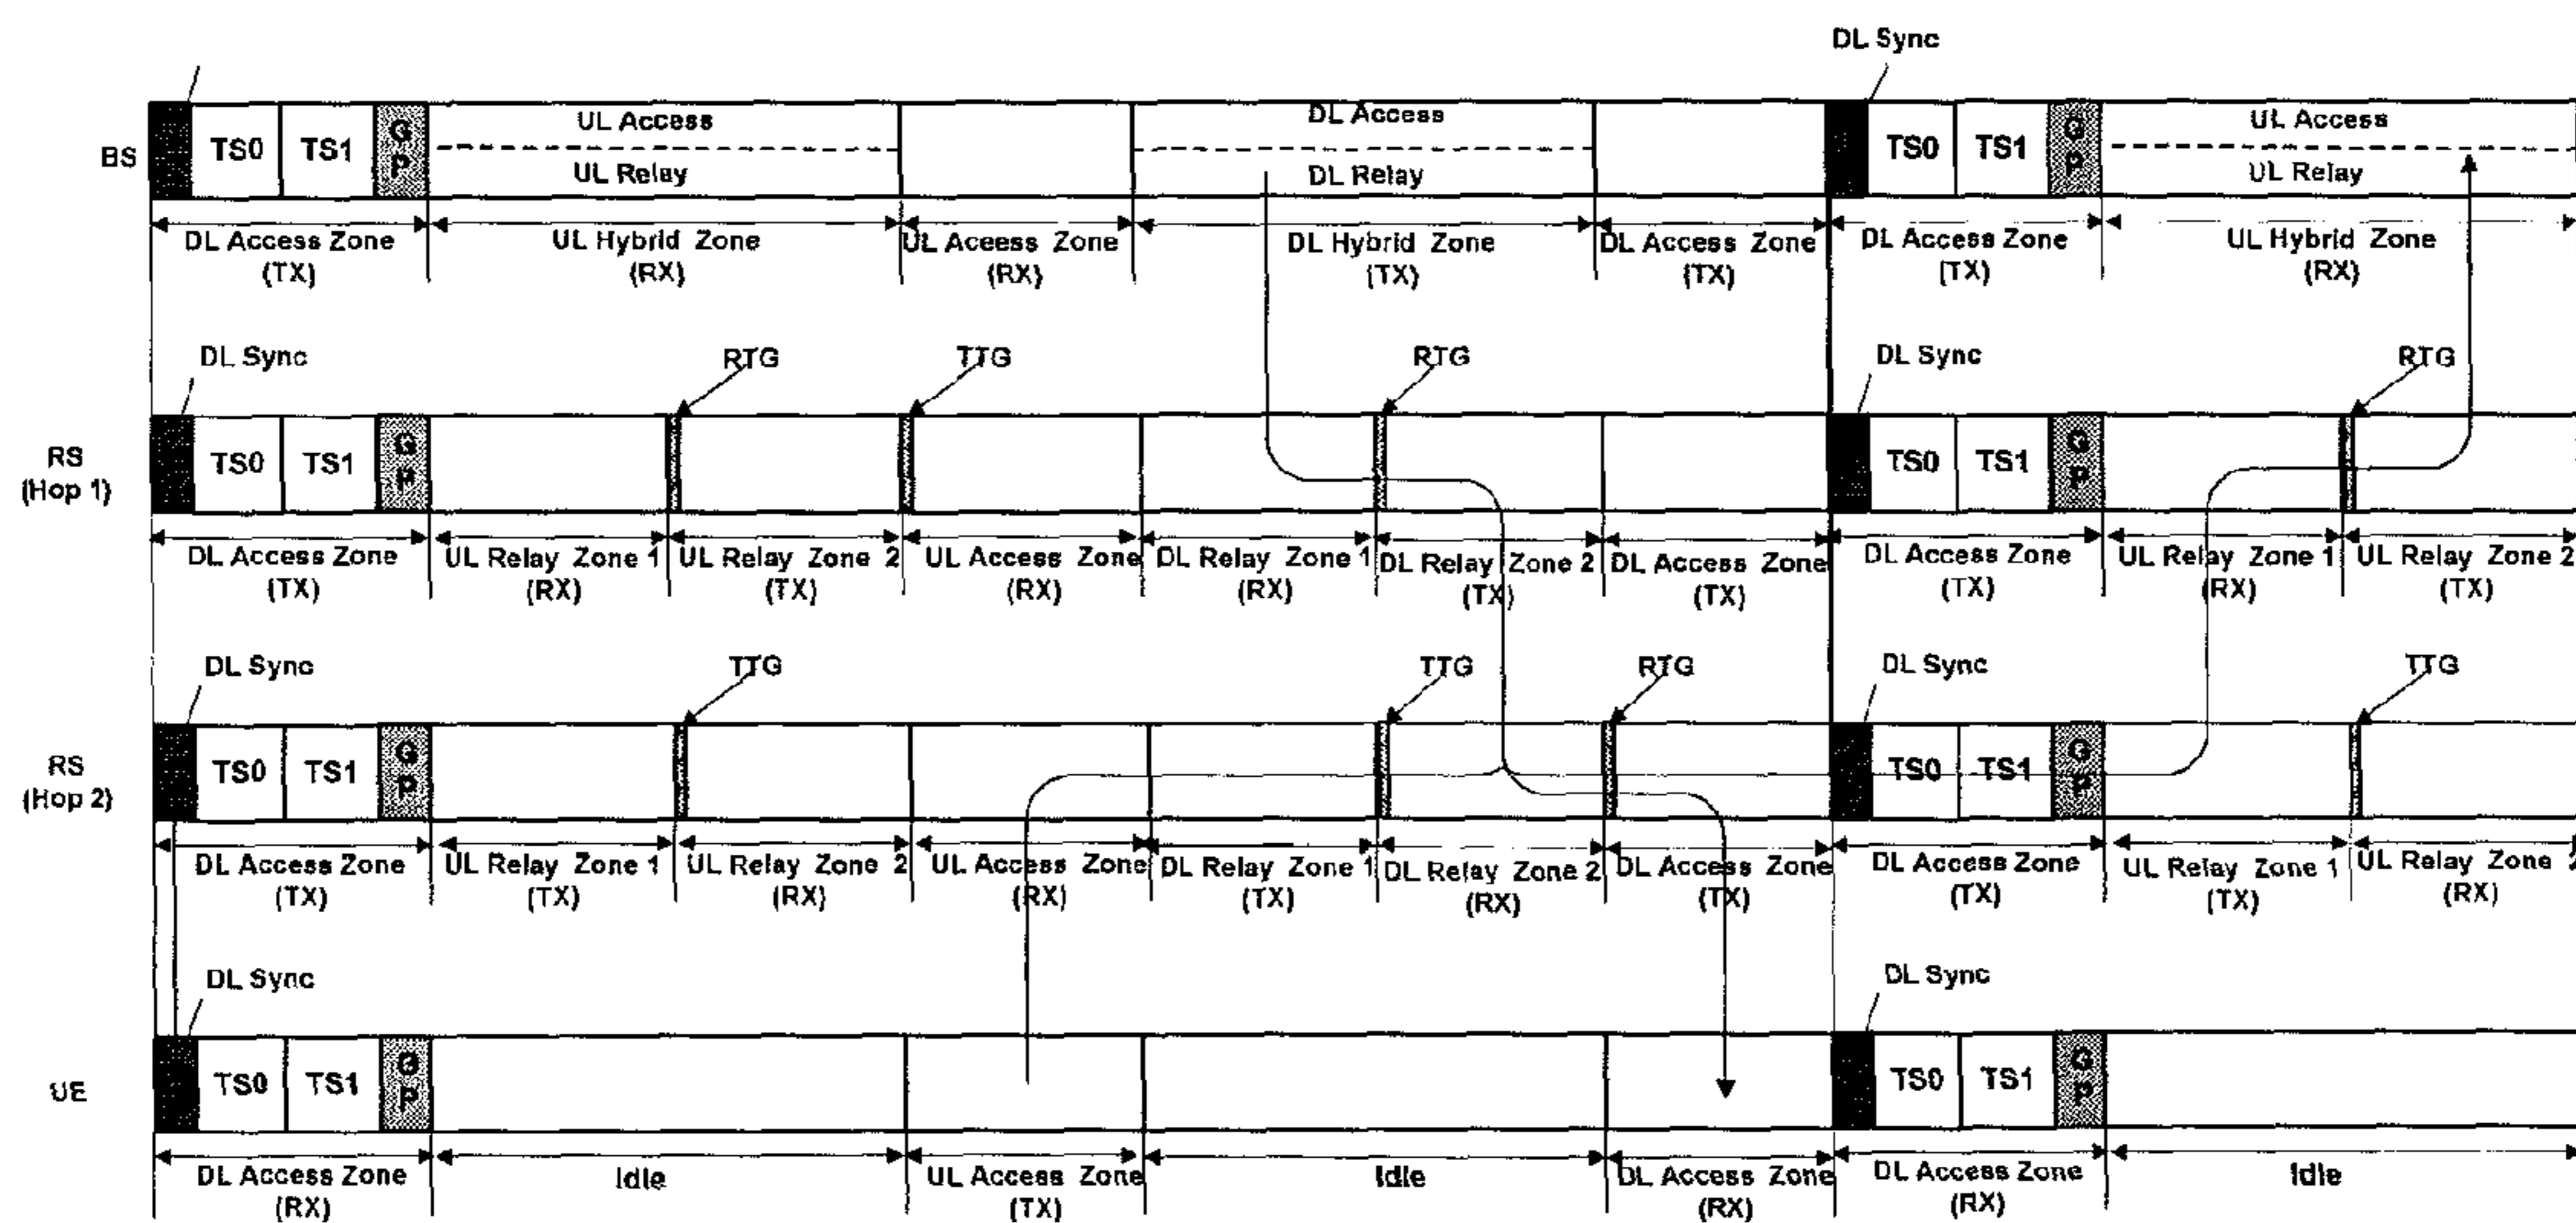 DL Sync
BS
TS0 TS1 G P UL Access UL Relay DL Access DL Relay TS0 TS1 G P UL Access UL Relay
DL Access Zone (TX)
UL Hybrid Zone (RX)
UL Aceess Zone (RX)
DL Hybrid Zone (TX)
DL Access Zone (TX)
DL Access Zone (TX)
UL Hybrid Zone (RX)
DL Sync RTG TTG RTG DL Sync RTG
RS (Hop 1)
TS0 TS1 G P TS0 TS1 G P
DL Access Zone (TX)
UL Relay Zone 1 (RX)
UL Relay Zone 2 (TX)
UL Access Zone (RX)
DL Relay Zone 1 (RX)
DL Relay Zone 2 (TX)
DL Access Zone (TX)
DL Access Zone (TX)
UL Relay Zone 1 (RX)
UL Relay Zone 2 (TX)
DL Sync TTG TTG RTG DL Sync TTG
RS (Hop 2)
TS0 TS1 G P TS0 TS1 G P
DL Access Zone (TX)
UL Relay Zone 1 (TX)
UL Relay Zone 2 (RX)
UL Access Zone (RX)
DL Relay Zone 1 (TX)
DL Relay Zone 2 (RX)
DL Access Zone (TX)
DL Access Zone (TX)
UL Relay Zone 1 (TX)
UL Relay Zone 2 (RX)
DL Sync DL Sync
UE
TS0 TS1 G P TS0 TS1 G P
DL Access Zone (RX)
Idle
UL Access Zone (TX)
Idle
DL Access Zone (RX)
DL Access Zone (RX)
Idle